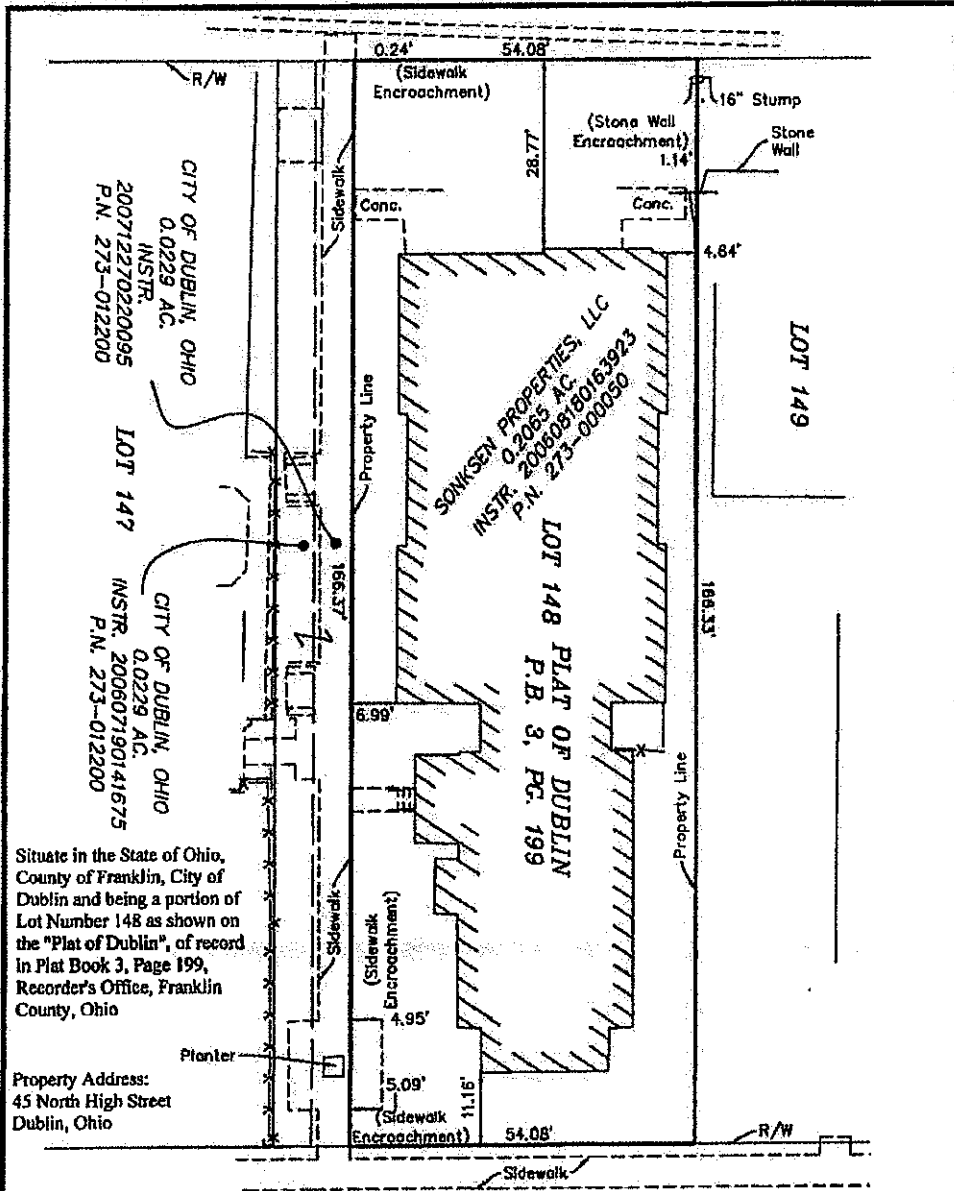 0.24' 54.08'
R/W
(Sidewalk
Encroachment)
16" Stump
(Stone Wall
Encroachment)
1.14'
Stone
Wall
28.77'
Sidewalk
Conc.
Conc.
4.84'
CITY OF DUBLIN, OHIO
0.0229 AC.
INSTR.
200712270220095
P.N. 273-012200
LOT 149
SONKSEN PROPERTIES, LLC
0.2065 AC.
INSTR. 200608180163923
P.N. 273-000050
LOT 147
Property Line
166.37'
166.33'
LOT 148 PLAT OF DUBLIN
P.B. 3, PG. 199
CITY OF DUBLIN, OHIO
0.0229 AC.
INSTR. 200607190141675
P.N. 273-012200
6.99'
Property Line
Situate in the State of Ohio,
County of Franklin, City of
Dublin and being a portion of
Lot Number 148 as shown on
the "Plat of Dublin", of record
in Plat Book 3, Page 199,
Recorder's Office, Franklin
County, Ohio
Sidewalk
(Sidewalk
Encroachment)
4.95'
Planter
5.09'
Property Address:
45 North High Street
Dublin, Ohio
11.16'
(Sidewalk
Encroachment)
54.08'
R/W
Sidewalk